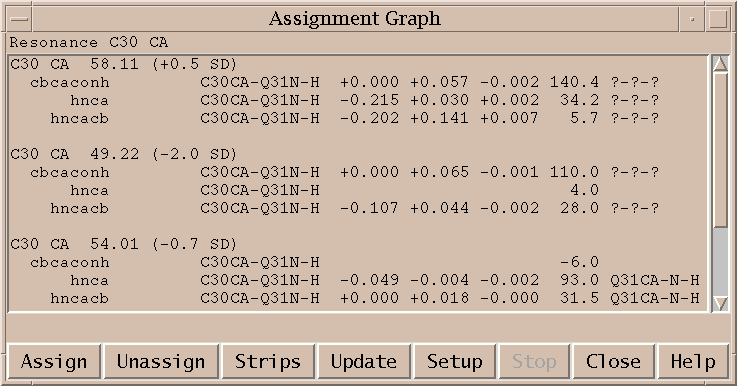 Assignment Graph
Resonance C30 CA
C30 CA  58.11 (+0.5 SD)
  cbcaconh         C30CA-Q31N-H  +0.000 +0.057 -0.002 140.4 ?-?-?
      hnca         C30CA-Q31N-H  -0.215 +0.030 +0.002  34.2 ?-?-?
    hncacb         C30CA-Q31N-H  -0.202 +0.141 +0.007   5.7 ?-?-?
C30 CA  49.22 (-2.0 SD)
  cbcaconh         C30CA-Q31N-H  +0.000 +0.065 -0.001 110.0 ?-?-?
      hnca         C30CA-Q31N-H                         4.0
    hncacb         C30CA-Q31N-H  -0.107 +0.044 -0.002  28.0 ?-?-?
C30 CA  54.01 (-0.7 SD)
  cbcaconh         C30CA-Q31N-H                        -6.0
      hnca         C30CA-Q31N-H  -0.049 -0.004 -0.002  93.0 Q31CA-N-H
    hncacb         C30CA-Q31N-H  +0.000 +0.018 -0.000  31.5 Q31CA-N-H
Assign Unassign Strips Update Setup Stop Close Help